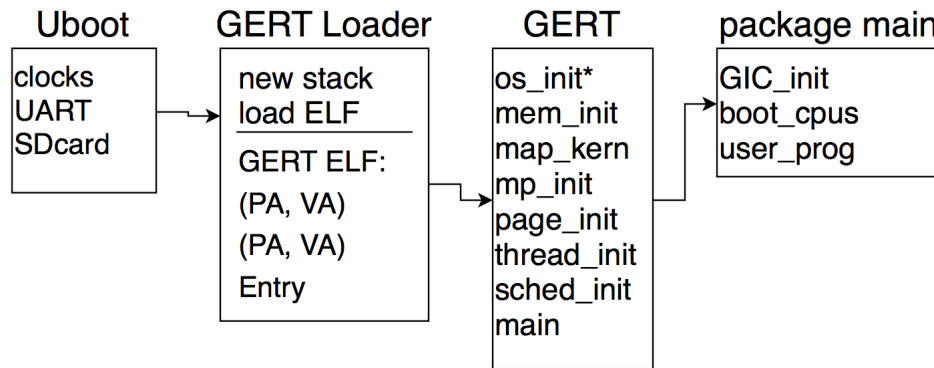 Uboot
clocks
UART
SDcard
GERT Loader
new stack
load ELF
GERT ELF:
(PA, VA)
(PA, VA)
Entry
GERT
os_init*
mem_init
map_kern
mp_init
page_init
thread_init
sched_init
main
package main
GIC_init
boot_cpus
user_prog